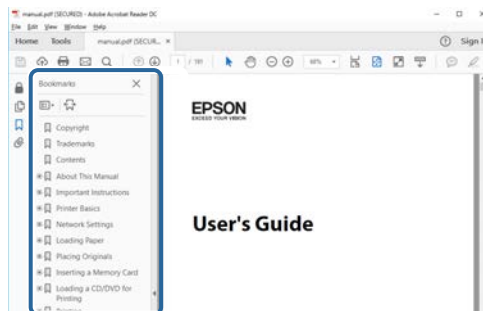 manual.pdf (SECURED) - Adobe Acrobat Reader DC
File Edit View Window Help
Home Tools manual.pdf (SECUR... ×
Sign I
1 / 191
Bookmarks
Copyright
Trademarks
Contents
About This Manual
Important Instructions
Printer Basics
Network Settings
Loading Paper
Placing Originals
Inserting a Memory Card
Loading a CD/DVD for
Printing
EPSON
EXCEED YOUR VISION
User's Guide